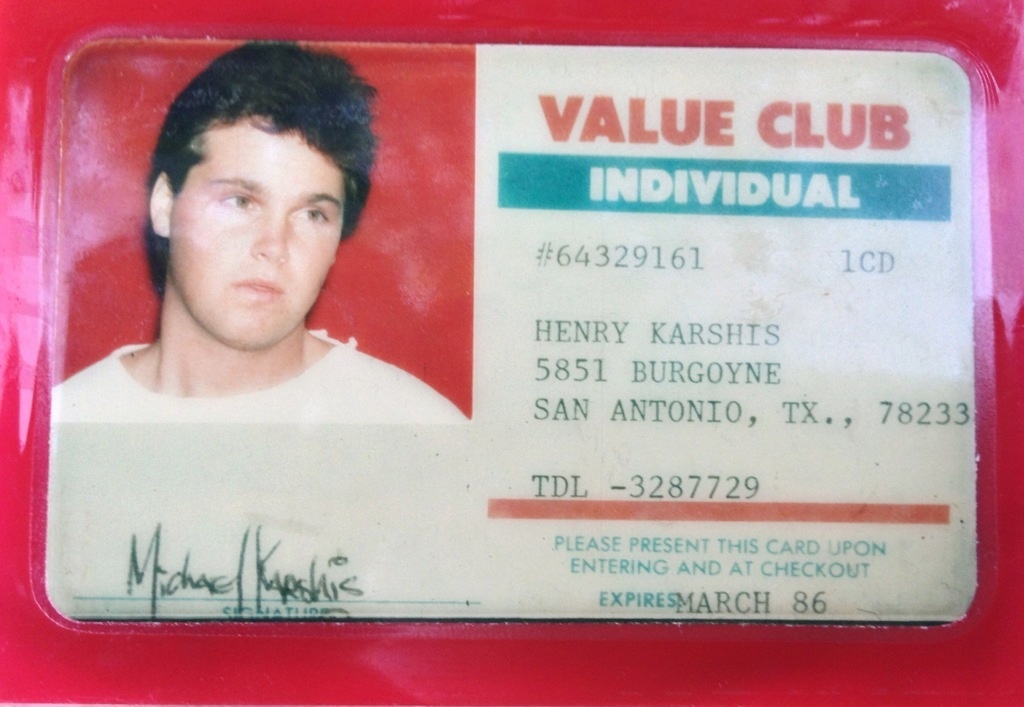 VALUE CLUB
INDIVIDUAL
#64329161 1CD
HENRY KARSHIS
5851 BURGOYNE
SAN ANTONIO, TX., 78233
TDL -3287729
PLEASE PRESENT THIS CARD UPON
ENTERING AND AT CHECKOUT
EXPIRES MARCH 86
Michael Karshis
SIGNATURE